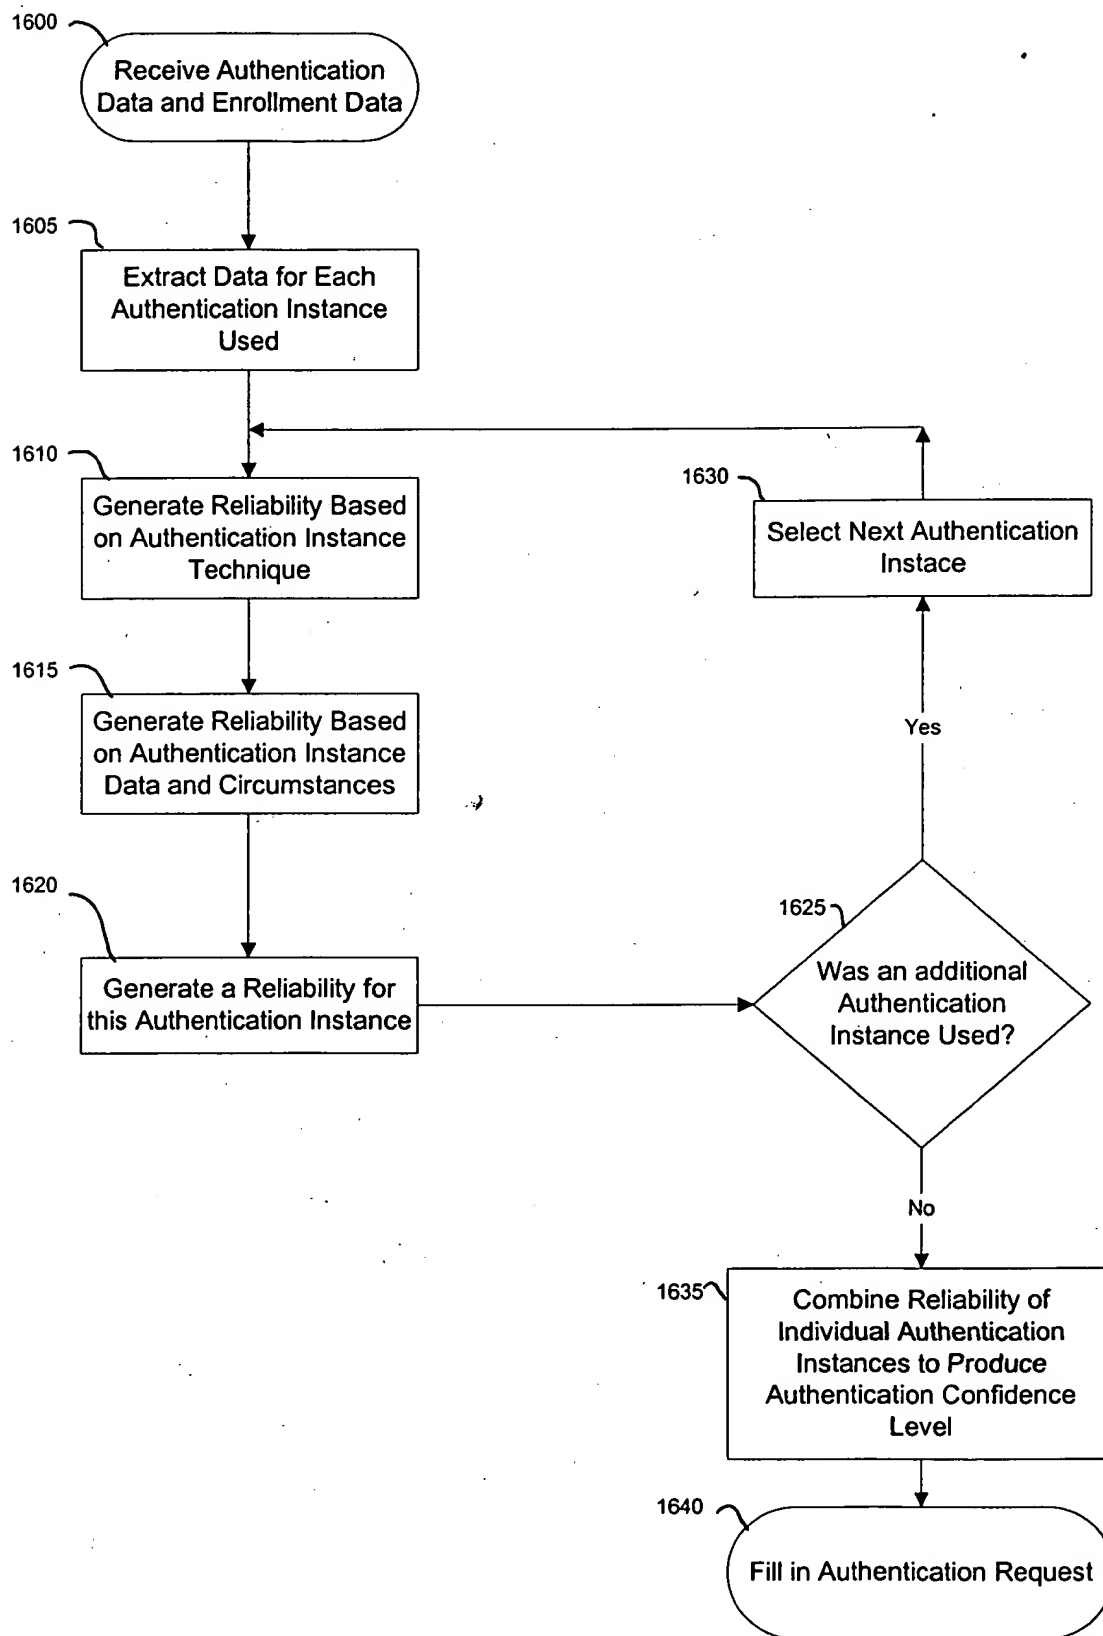 1600
Receive Authentication
Data and Enrollment Data
1605
Extract Data for Each
Authentication Instance
Used
1610
Generate Reliability Based
on Authentication Instance
Technique
1615
Generate Reliability Based
on Authentication Instance
Data and Circumstances
1620
Generate a Reliability for
this Authentication Instance
1625
Was an additional
Authentication
Instance Used?
Yes
1630
Select Next Authentication
Instace
No
1635
Combine Reliability of
Individual Authentication
Instances to Produce
Authentication Confidence
Level
1640
Fill in Authentication Request